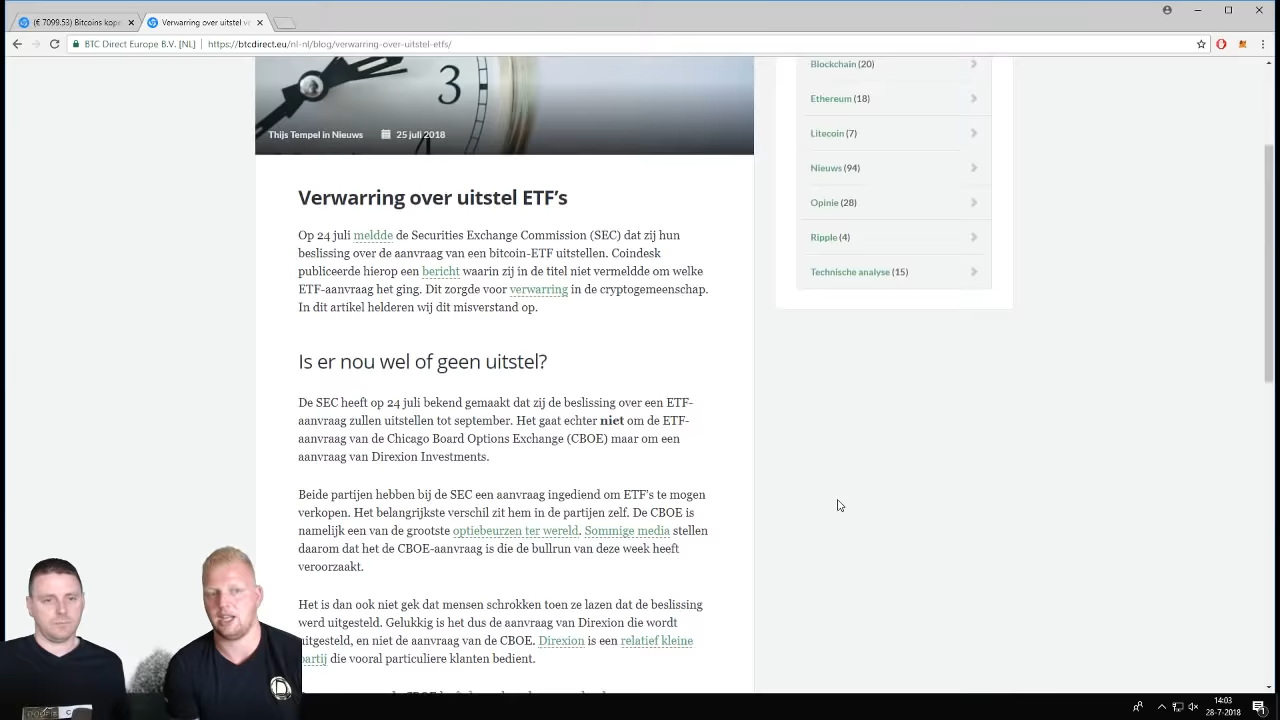 (€ 7099.53) Bitcoins kope
Verwarring over uitstel v
BTC Direct Europe B.V. [NL]
https://btcdirect.eu/nl-nl/blog/verwarring-over-uitstel-etfs/
3
Thijs Tempel in Nieuws
25 juli 2018
Verwarring over uitstel ETF’s
Op 24 juli meldde de Securities Exchange Commission (SEC) dat zij hun
beslissing over de aanvraag van een bitcoin-ETF uitstellen. Coindesk
publiceerde hierop een bericht waarin zij in de titel niet vermeldde om welke
ETF-aanvraag het ging. Dit zorgde voor verwarring in de cryptogemeenschap.
In dit artikel helderen wij dit misverstand op.
Is er nou wel of geen uitstel?
De SEC heeft op 24 juli bekend gemaakt dat zij de beslissing over een ETF-
aanvraag zullen uitstellen tot september. Het gaat echter niet om de ETF-
aanvraag van de Chicago Board Options Exchange (CBOE) maar om een
aanvraag van Direxion Investments.
Beide partijen hebben bij de SEC een aanvraag ingediend om ETF's te mogen
verkopen. Het belangrijkste verschil zit hem in de partijen zelf. De CBOE is
namelijk een van de grootste optiebeurzen ter wereld. Sommige media stellen
daarom dat het de CBOE-aanvraag is die de bullrun van deze week heeft
veroorzaakt.
Het is dan ook niet gek dat mensen schrokken toen ze lazen dat de beslissing
werd uitgesteld. Gelukkig is het dus de aanvraag van Direxion die wordt
uitgesteld, en niet de aanvraag van de CBOE. Direxion is een relatief kleine
partij die vooral particuliere klanten bedient.
Blockchain (20)
Ethereum (18)
Litecoin (7)
Nieuws (94)
Opinie (28)
Ripple (4)
Technische analyse (15)
14:03
28-7-2018